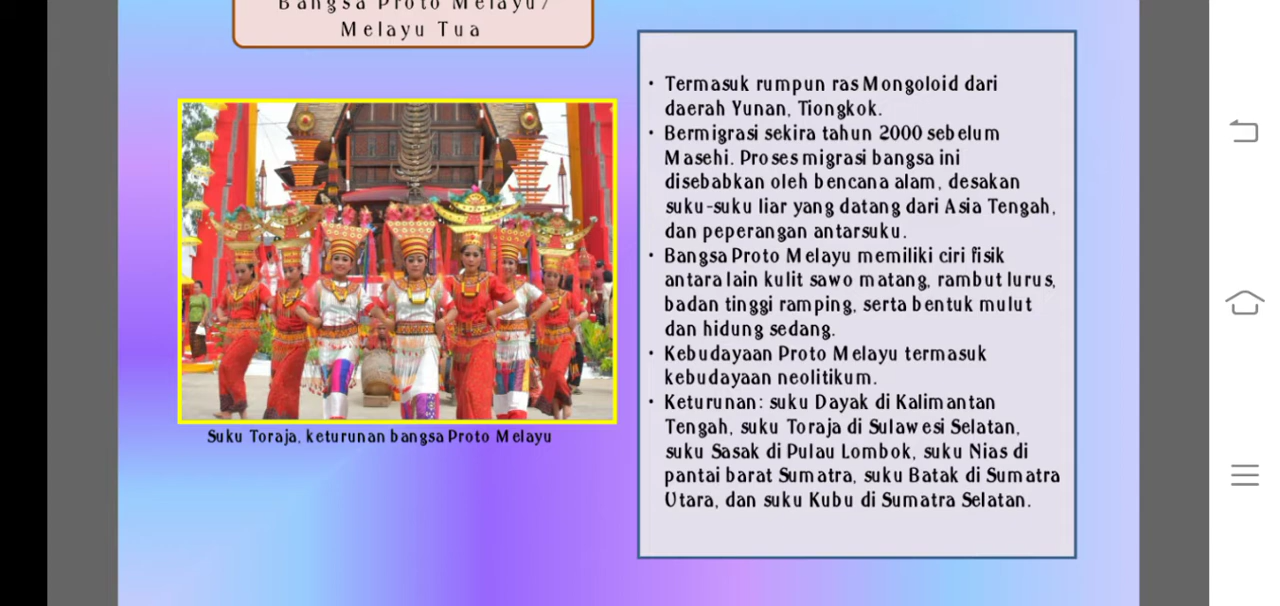 Bangsa Proto Melayu/
Melayu Tua
• Termasuk rumpun ras Mongoloid dari
daerah Yunan, Tiongkok.
• Bermigrasi sekira tahun 2000 sebelum
Masehi. Proses migrasi bangsa ini
disebabkan oleh bencana alam, desakan
suku-suku liar yang datang dari Asia Tengah,
dan peperangan antarsuku.
• Bangsa Proto Melayu memiliki ciri fisik
antara lain kulit sawo matang, rambut lurus,
badan tinggi ramping, serta bentuk mulut
dan hidung sedang.
• Kebudayaan Proto Melayu termasuk
kebudayaan neolitikum.
• Keturunan: suku Dayak di Kalimantan
Tengah, suku Toraja di Sulawesi Selatan,
suku Sasak di Pulau Lombok, suku Nias di
pantai barat Sumatra, suku Batak di Sumatra
Utara, dan suku Kubu di Sumatra Selatan.
Suku Toraja, keturunan bangsa Proto Melayu